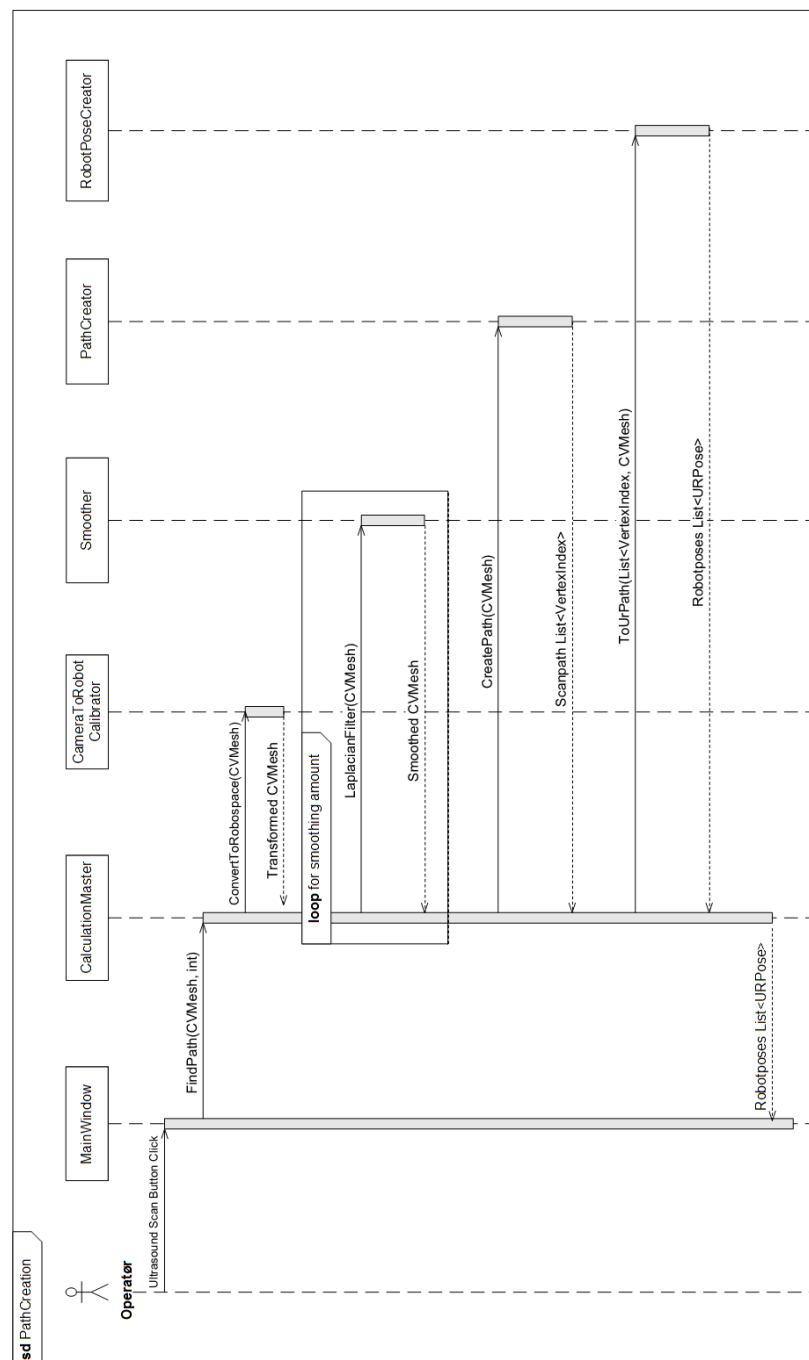 sd PathCreation
Operatør
MainWindow
CalculationMaster
CameraToRobot
Calibrator
Smoother
PathCreator
RobotPoseCreator
Ultrasound Scan Button Click
FindPath(CVMesh, int)
ConvertToRobospace(CVMesh)
Transformed CVMesh
loop for smoothing amount
LaplacianFilter(CVMesh)
Smoothed CVMesh
CreatePath(CVMesh)
Scanpath List<VertexIndex>
ToUrPath(List<VertexIndex, CVMesh)
Robotposes List<URPose>
Robotposes List<URPose>